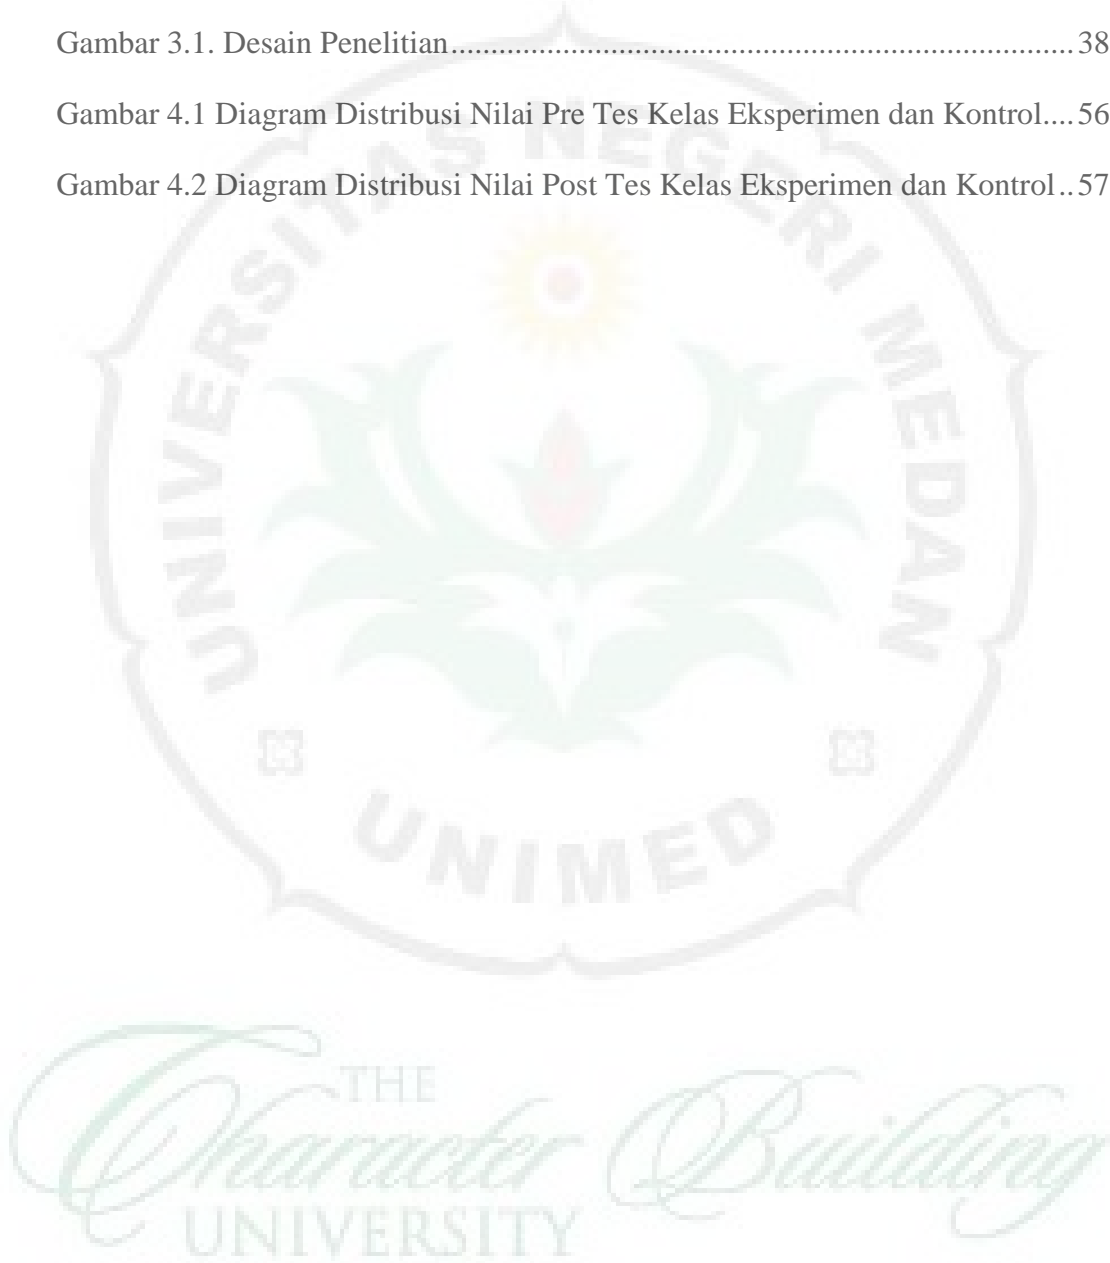 Gambar 3.1. Desain Penelitian......................................................................... 38
Gambar 4.1 Diagram Distribusi Nilai Pre Tes Kelas Eksperimen dan Kontrol.... 56
Gambar 4.2 Diagram Distribusi Nilai Post Tes Kelas Eksperimen dan Kontrol .. 57
UNIVERSITAS NEGERI MEDAN
UNIMED
THE
Character Building
UNIVERSITY